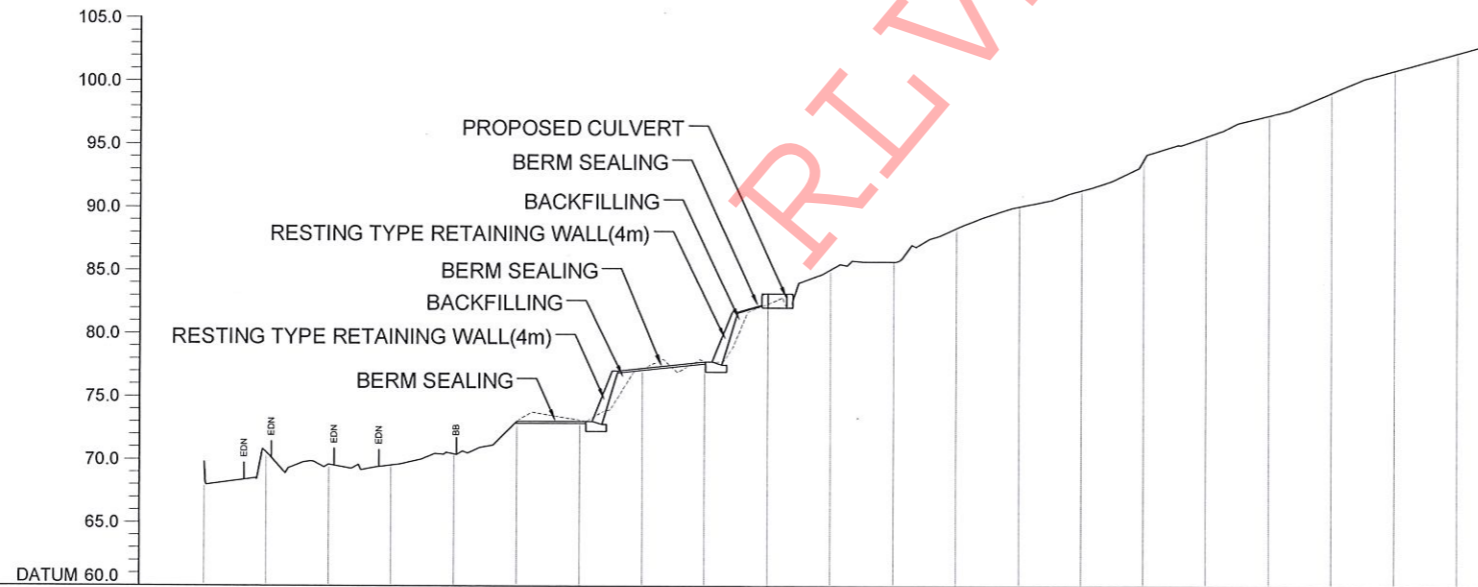 105.0
100.0
95.0
90.0
85.0
80.0
75.0
70.0
65.0
DATUM 60.0
PROPOSED CULVERT
BERM SEALING
BACKFILLING
RESTING TYPE RETAINING WALL(4m)
BERM SEALING
BACKFILLING
RESTING TYPE RETAINING WALL(4m)
BERM SEALING
EDN
EDN
EDN
EDN
BB
RLV